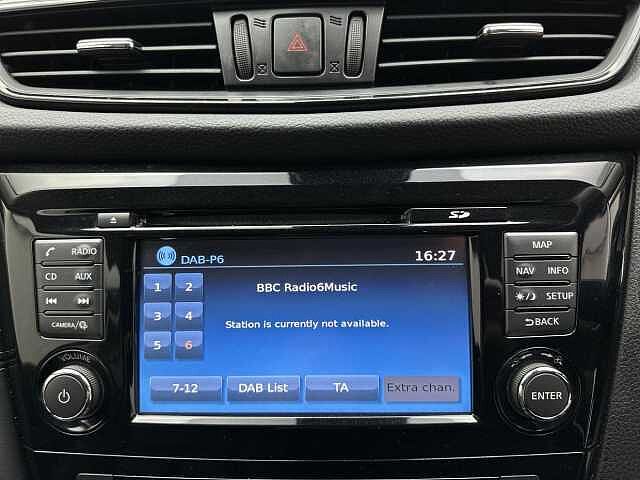 SD
RADIO
CD AUX
CAMERA/
VOLUME
DAB-P6 16:27
1 2
BBC Radio6Music
3 4
Station is currently not available.
5 6
7-12 DAB List TA Extra chan.
MAP
NAV INFO
SETUP
BACK
ENTER